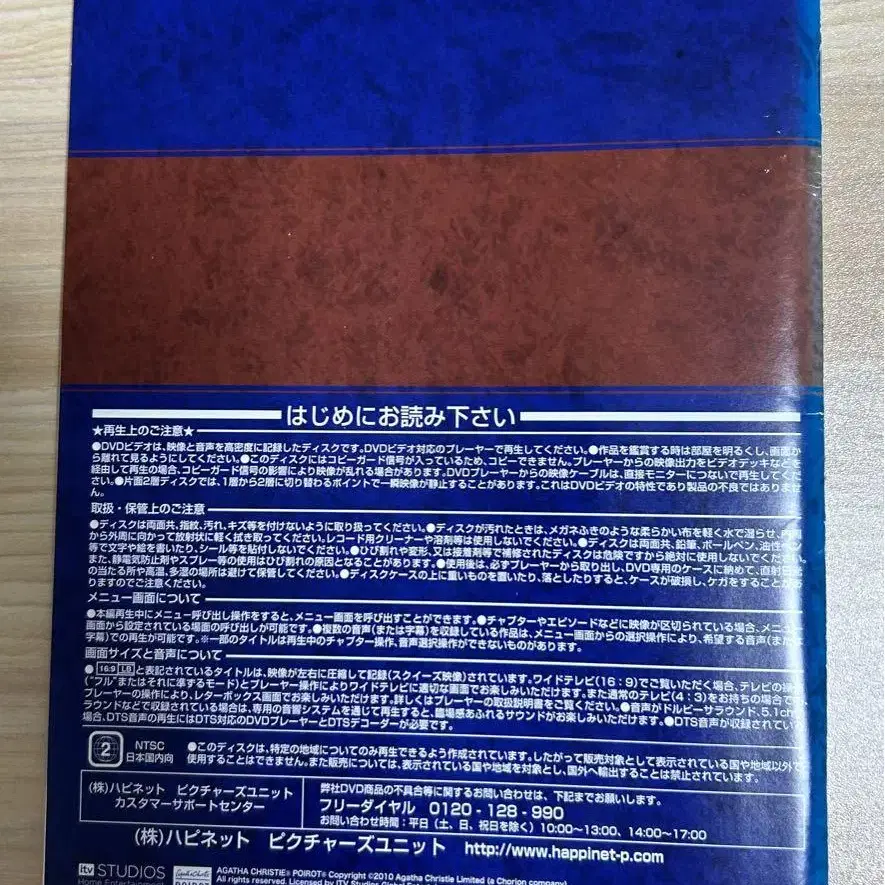 はじめにお読み下さい
★再生上のご注意★
●DVDビデオは、映像と音声を高密度に記録したディスクです。DVDビデオ対応のプレーヤーで再生してください。●作品を鑑賞する時は部屋を明るくし、画面か
ら離れて見るようにしてください。●このディスクにはコピーガード信号が入っているため、コピーできません。プレーヤーからの映像出力をビデオデッキなどを
経由して再生の場合、コピーガード信号の影響により映像が乱れる場合があります。DVDプレーヤーからの映像ケーブルは、直接モニターにつないで再生してく
ださい。●片面2層ディスクでは、1層から2層に切り替わるポイントで一瞬映像が静止することがあります。これはDVDビデオの特性であり製品の不良ではありませ
ん。
取扱・保管上のご注意
●ディスクは両面共、指紋、汚れ、キズ等を付けないように取り扱ってください。●ディスクが汚れたときは、メガネふきのような柔らかい布を軽く水で湿らせ、内周
から外周に向かって放射状に軽く拭き取ってください。レコード用クリーナーや溶剤等は使用しないでください。●ディスクは両面共、鉛筆、ボールペン、油性ペン
等で文字や絵を書いたり、シール等を貼付しないでください。●ひび割れや変形、又は接着剤等で補修されたディスクは危険ですから絶対に使用しないでください。
また、静電気防止剤やスプレー等の使用はひび割れの原因となることがあります。●使用後は、必ずプレーヤーから取り出し、DVD専用のケースに納めて、直射日光
の当たる所や高温、多湿の場所は避けて保管してください。●ディスクケースの上に重いものを置いたり、落としたりすると、ケースが破損し、ケガをすることがあ
りますのでご注意ください。
メニュー画面について
●本編再生中にメニュー呼び出し操作をすると、メニュー画面を呼び出すことができます。●チャプターやエピソードなどに映像が区切られている場合、メニュー
画面から設定されている場面の呼び出しが可能です。●複数の音声(または字幕)を収録している作品は、メニュー画面からの選択操作により、希望する音声(または
字幕)での再生が可能です。※一部のタイトルは再生中のチャプター操作、音声選択操作ができないものがあります。
画面サイズと音声について
● 16:9 LB と表記されているタイトルは、映像が左右に圧縮して記録(スクイーズ映像)されています。ワイドテレビ(16:9)でご覧いただく場合、テレビの操
("フル"またはそれに準ずるモード)とプレーヤー操作によりワイドテレビに適切な画面でお楽しみいただけます。また通常のテレビ(4:3)をお持ちの場合で
プレーヤーの操作により、レターボックス画面でお楽しみいただけます。詳しくはプレーヤーの取扱説明書をご覧ください。●音声がドルビーサラウンド、5.1ch
ラウンドなどで収録されている場合は、専用の音響システムを通じて再生すると、臨場感あふれるサウンドがお楽しみいただけます。●DTS音声が収録されてい
場合、DTS音声の再生にはDTS対応のDVDプレーヤーとDTSデコーダーが必要です。
2 NTSC 日本国内向
●このディスクは、特定の地域についてのみ再生できるよう作成されています。したがって販売対象として表示されている国や地域以外で
使用することはできません。また販売については、表示されている国や地域を対象とし、国外へ輸出することは禁止されています。
(株)ハピネット ピクチャーズユニット
カスタマーサポートセンター
弊社DVD商品の不具合等に関するお問い合わせは、下記までお願いします。
フリーダイヤル 0120-128-990
お問い合わせ時間:平日(土、日、祝日を除く) 10:00〜13:00、14:00〜17:00
(株)ハピネット ピクチャーズユニット http://www.happinet-p.com
itv STUDIOS
Home Entertainment
Agatha Christie
POIROT
AGATHA CHRISTIE® POIROT® Copyright ©2010 Agatha Christie Limited (a Chorion company)
All rights reserved. Licensed by ITV Studios Global